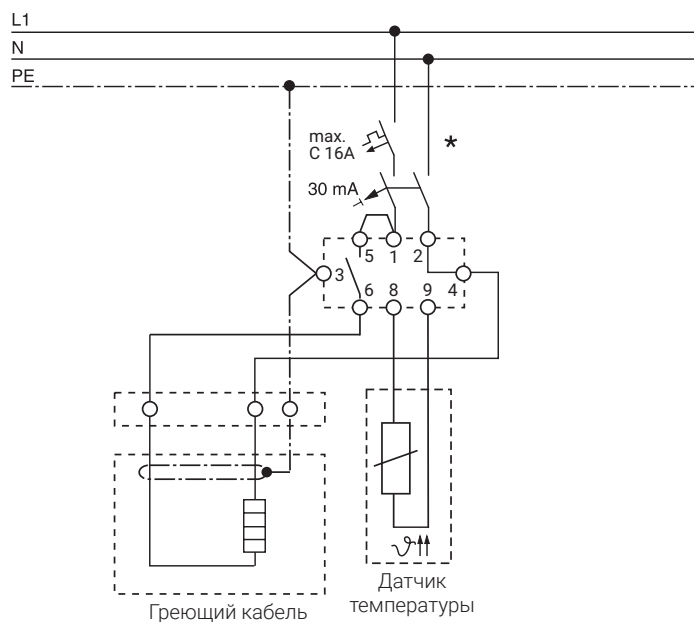 L1
N
PE
max.
C 16A
*
30 mA
5 1 2
3
6 8 9 4
ϑ
Датчик
температуры
Греющий кабель